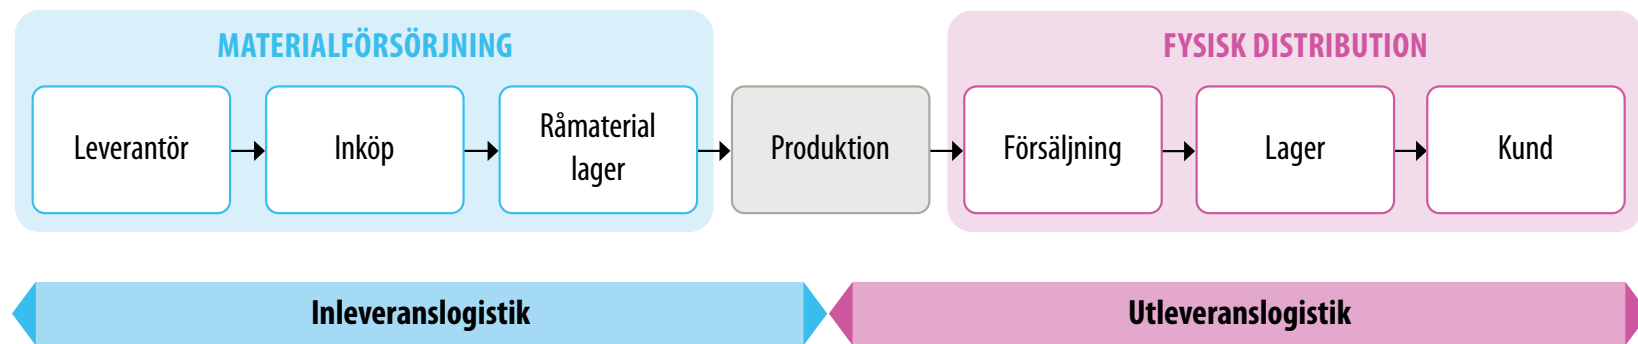 MATERIALFÖRSÖRJNING
FYSISK DISTRIBUTION
Leverantör
Inköp
Råmaterial
lager
Produktion
Försäljning
Lager
Kund
Inleveranslogistik
Utleveranslogistik